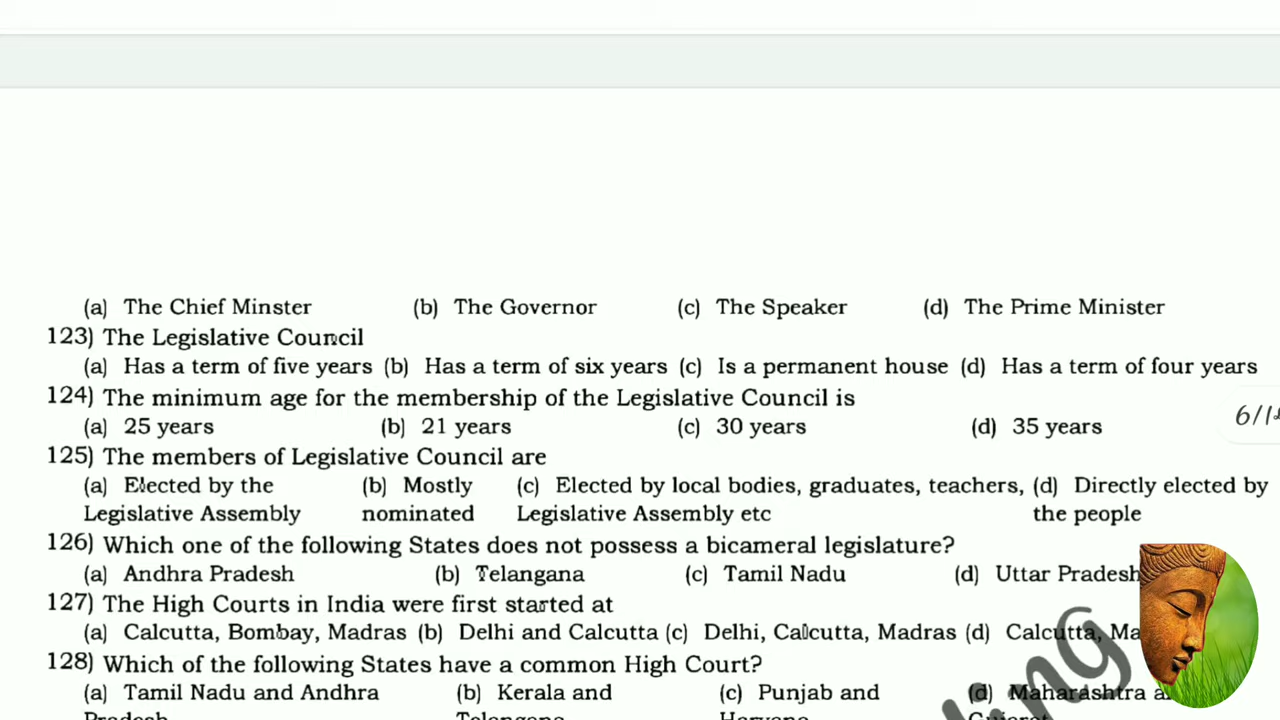 (a) The Chief Minster (b) The Governor (c) The Speaker (d) The Prime Minister
123) The Legislative Council
(a) Has a term of five years (b) Has a term of six years (c) Is a permanent house (d) Has a term of four years
124) The minimum age for the membership of the Legislative Council is
(a) 25 years (b) 21 years (c) 30 years (d) 35 years
6/1
125) The members of Legislative Council are
(a) Elected by the (b) Mostly (c) Elected by local bodies, graduates, teachers, (d) Directly elected by
Legislative Assembly nominated Legislative Assembly etc the people
126) Which one of the following States does not possess a bicameral legislature?
(a) Andhra Pradesh (b) Telangana (c) Tamil Nadu (d) Uttar Pradesh
127) The High Courts in India were first started at
(a) Calcutta, Bombay, Madras (b) Delhi and Calcutta (c) Delhi, Calcutta, Madras (d) Calcutta,
128) Which of the following States have a common High Court?
(a) Tamil Nadu and Andhra (b) Kerala and (c) Punjab and (d) Maharashtra
Pradesh Telangana Haryana Gujarat